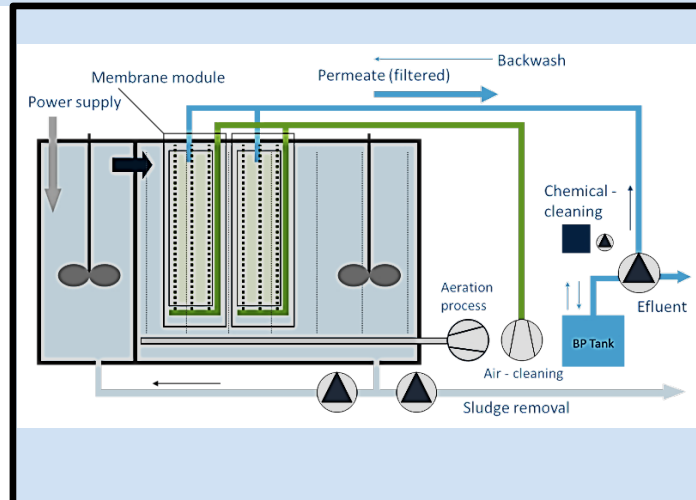 Backwash
Permeate (filtered)
Membrane module
Power supply
Chemical -
cleaning
Aeration
process
Efluent
BP Tank
Air - cleaning
Sludge removal